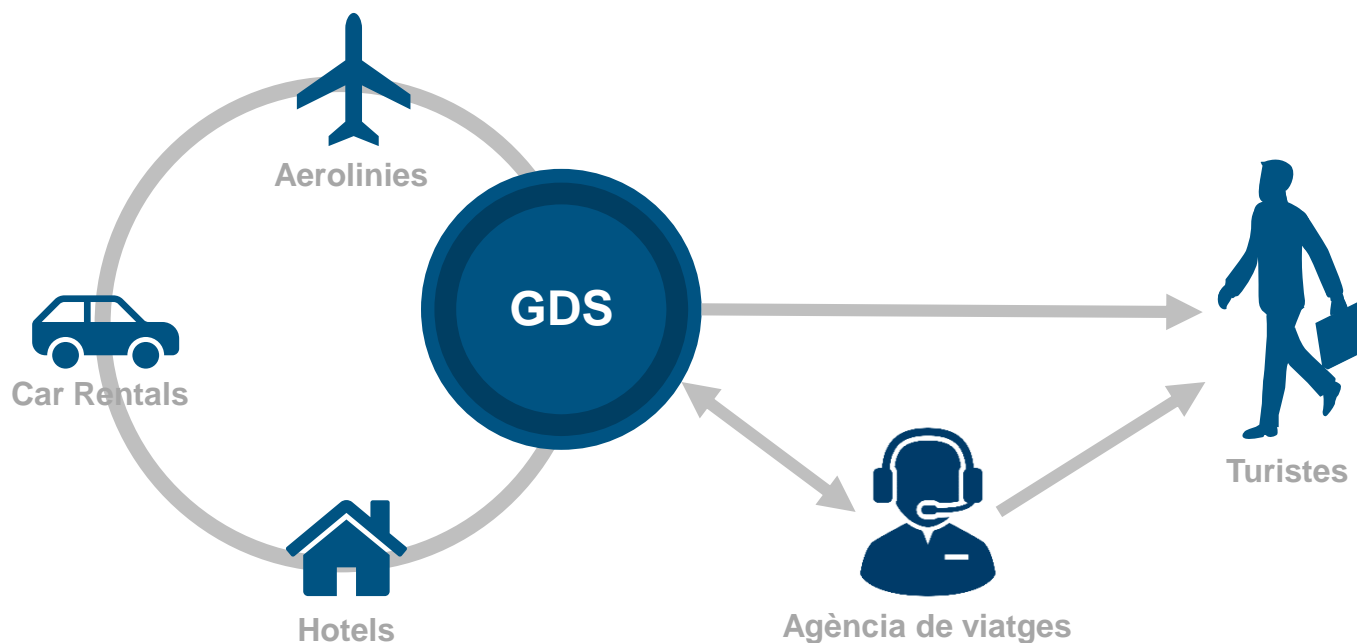 Aerolinies
GDS
Car Rentals
Turistes
Hotels
Agència de viatges